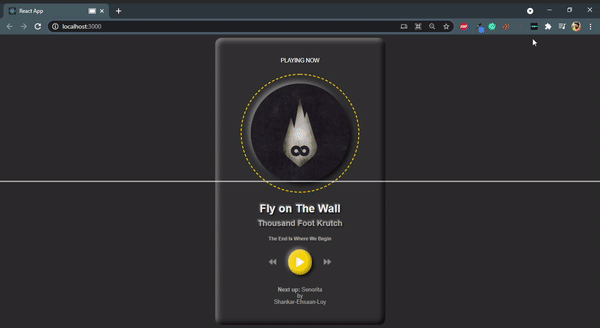 React App
localhost:3000
PLAYING NOW
Fly on The Wall
Thousand Foot Krutch
The End Is Where We Begin
Next up: Senorita
by
Shankar-Ehsaan-Loy